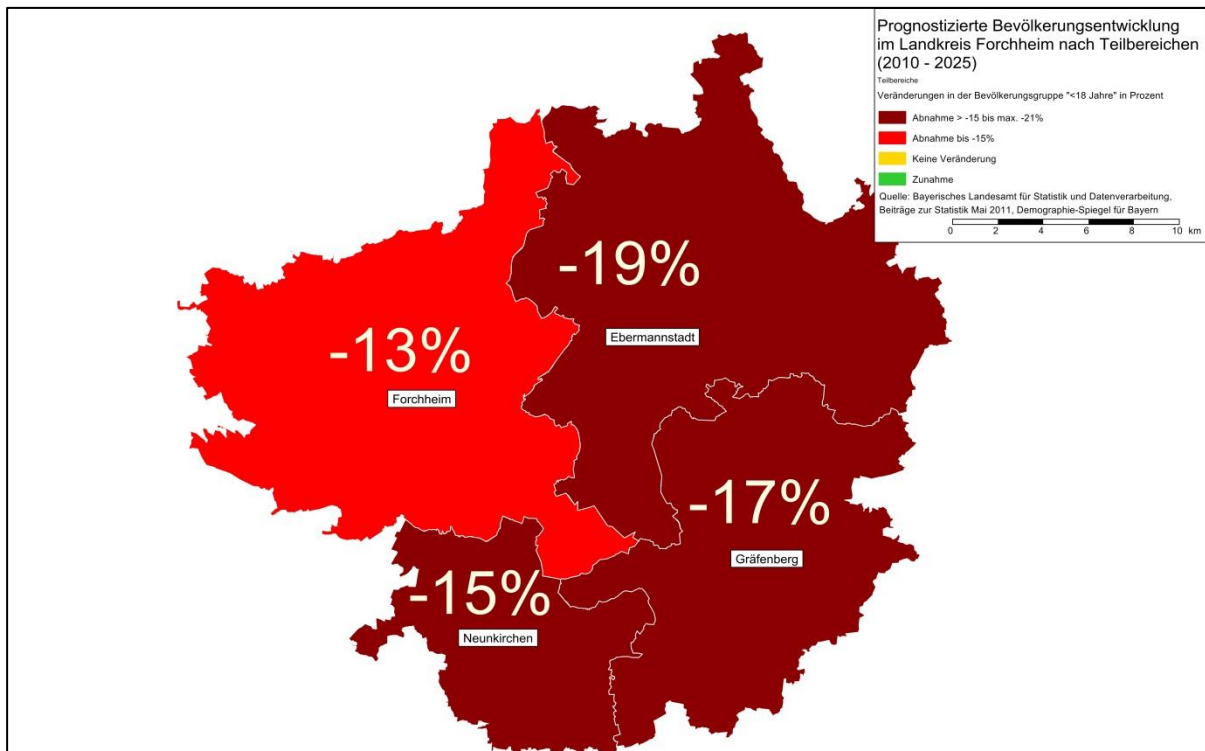 Prognostizierte Bevölkerungsentwicklung
im Landkreis Forchheim nach Teilbereichen
(2010 - 2025)
Teilbereiche
Veränderungen in der Bevölkerungsgruppe "<18 Jahre" in Prozent
Abnahme > -15 bis max. -21%
Abnahme bis -15%
Keine Veränderung
Zunahme
Quelle: Bayerisches Landesamt für Statistik und Datenverarbeitung,
Beiträge zur Statistik Mai 2011, Demographie-Spiegel für Bayern
0 2 4 6 8 10 km
-19%
Ebermannstadt
-13%
Forchheim
-17%
Gräfenberg
-15%
Neunkirchen